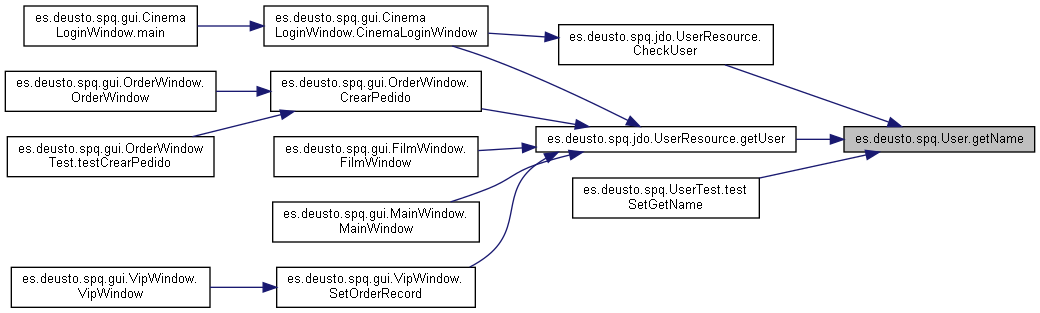 es.deusto.spq.gui.Cinema
LoginWindow.main
es.deusto.spq.gui.Cinema
LoginWindow.CinemaLoginWindow
es.deusto.spq.jdo.UserResource.
CheckUser
es.deusto.spq.gui.OrderWindow.
OrderWindow
es.deusto.spq.gui.OrderWindow.
CrearPedido
es.deusto.spq.gui.OrderWindow
Test.testCrearPedido
es.deusto.spq.gui.FilmWindow.
FilmWindow
es.deusto.spq.jdo.UserResource.getUser
es.deusto.spq.User.getName
es.deusto.spq.gui.MainWindow.
MainWindow
es.deusto.spq.UserTest.test
SetGetName
es.deusto.spq.gui.VipWindow.
VipWindow
es.deusto.spq.gui.VipWindow.
SetOrderRecord